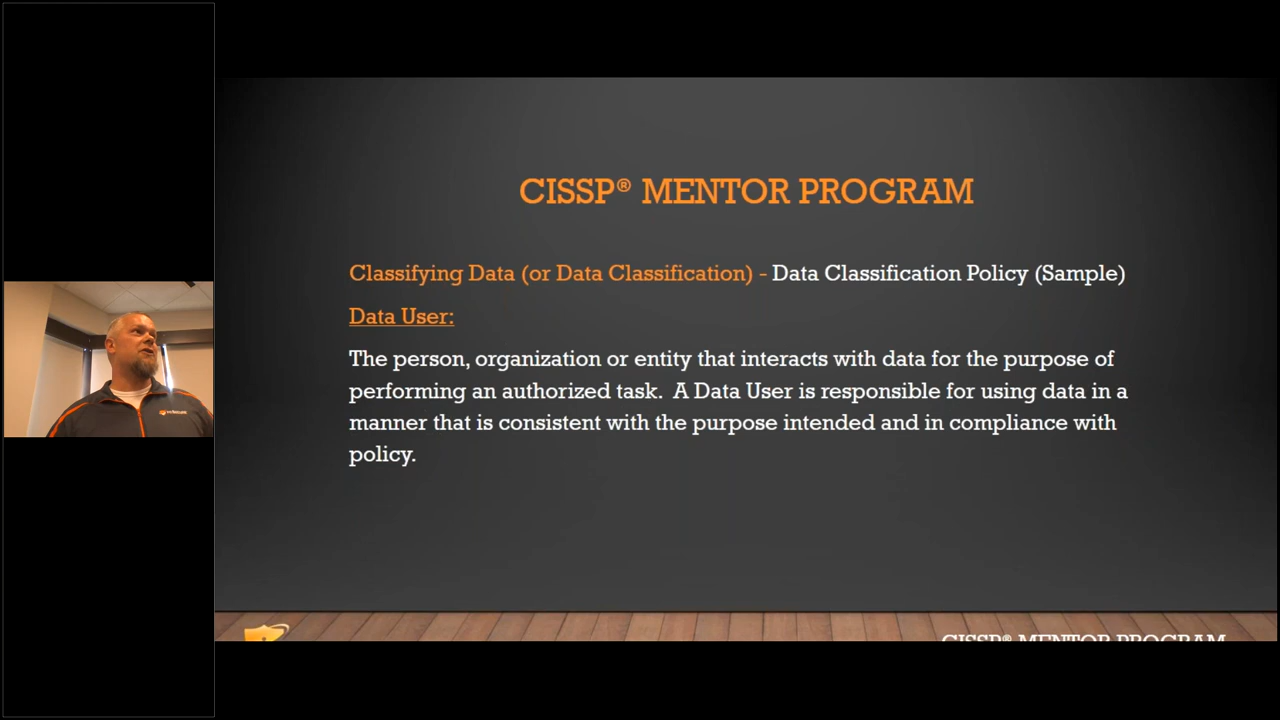 CISSP® MENTOR PROGRAM
Classifying Data (or Data Classification) - Data Classification Policy (Sample)
Data User:
The person, organization or entity that interacts with data for the purpose of
performing an authorized task.  A Data User is responsible for using data in a
manner that is consistent with the purpose intended and in compliance with
policy.
CISSP® MENTOR PROGRAM